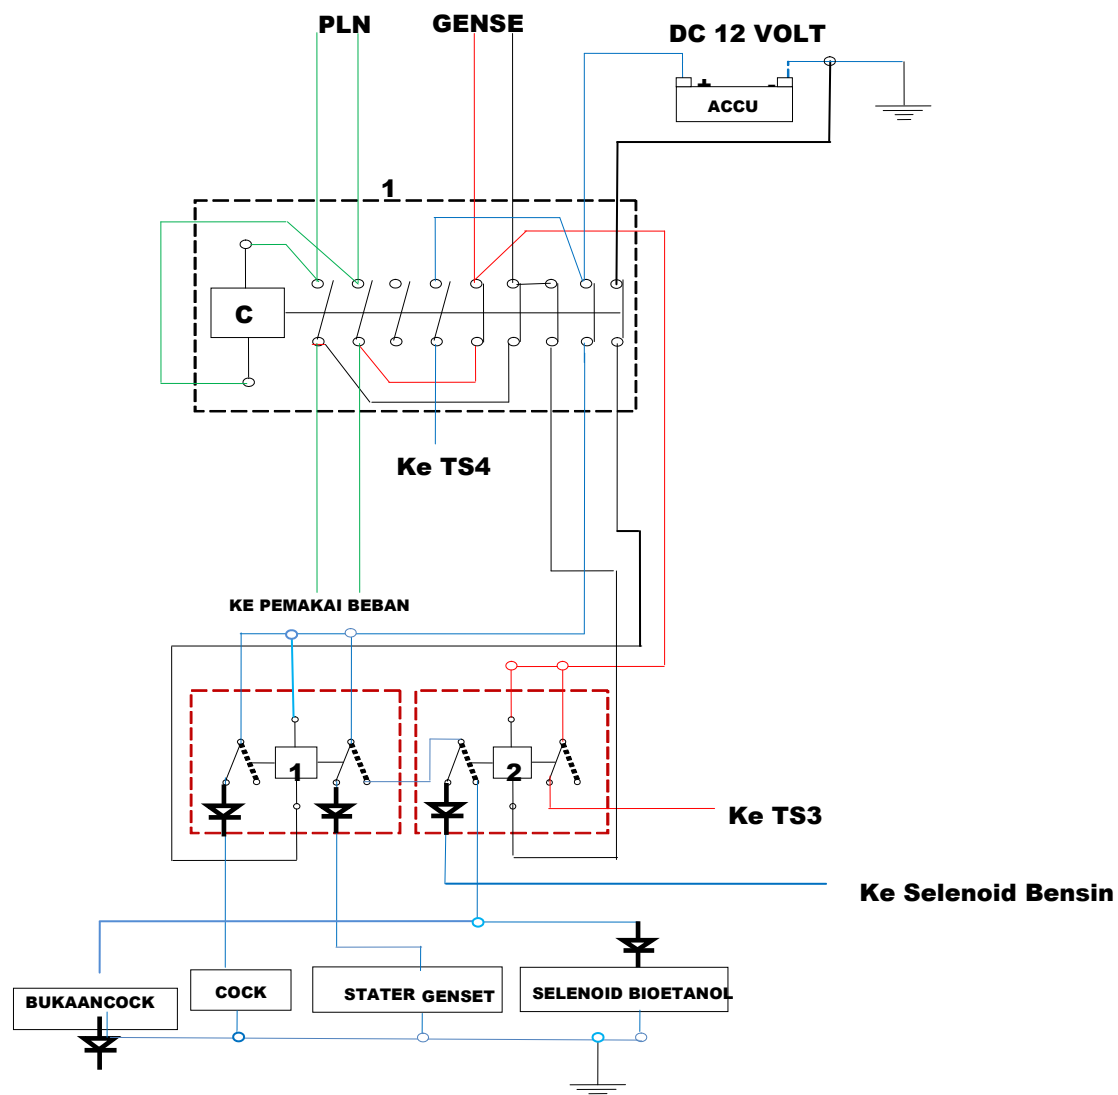 PLN
GENSE
DC 12 VOLT
+
-
ACCU
1
C
Ke TS4
KE PEMAKAI BEBAN
1
2
Ke TS3
Ke Selenoid Bensin
BUKAANCOCK
COCK
STATER GENSET
SELENOID BIOETANOL